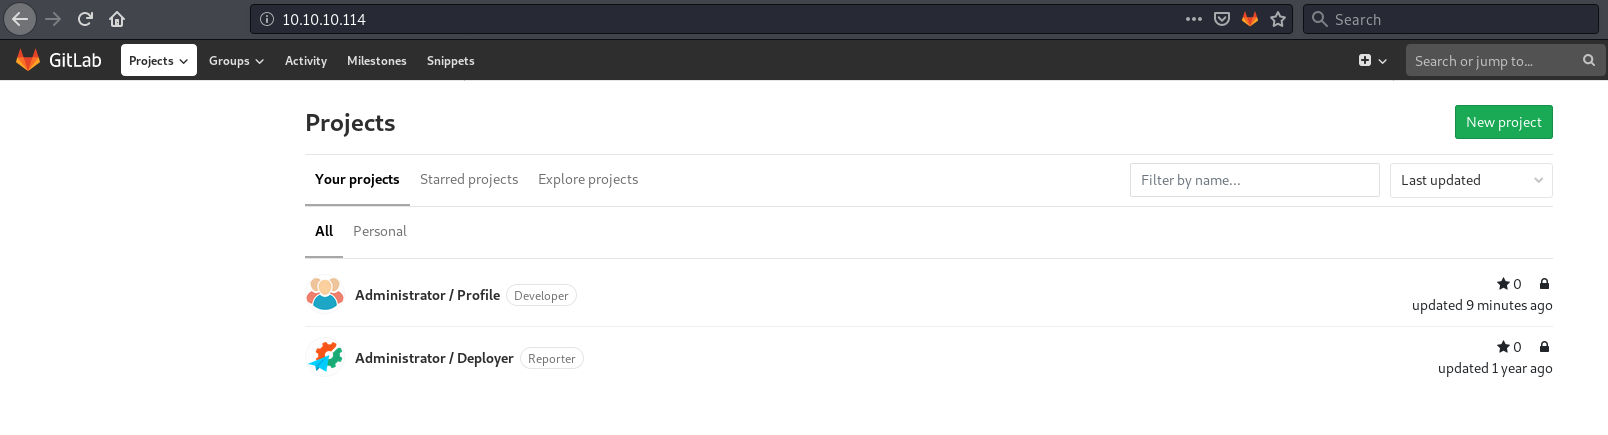 10.10.10.114 Search
GitLab Projects Groups Activity Milestones Snippets Search or jump to...
Projects New project
Your projects Starred projects Explore projects Filter by name... Last updated
All Personal
Administrator / Profile Developer 0
updated 9 minutes ago
Administrator / Deployer Reporter 0
updated 1 year ago